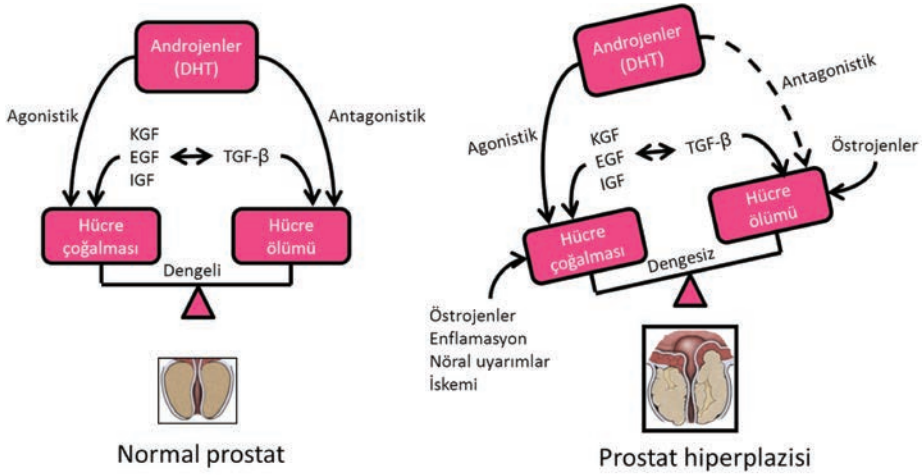 Androjenler
(DHT)
Agonistik
Antagonistik
KGF
EGF
IGF
TGF-β
Hücre
çoğalması
Hücre
ölümü
Dengeli
Normal prostat
Androjenler
(DHT)
Antagonistik
Agonistik
KGF
EGF
IGF
TGF-β
Östrojenler
Hücre
ölümü
Hücre
çoğalması
Dengesiz
Östrojenler
Enflamasyon
Nöral uyarımlar
İskemi
Prostat hiperplazisi